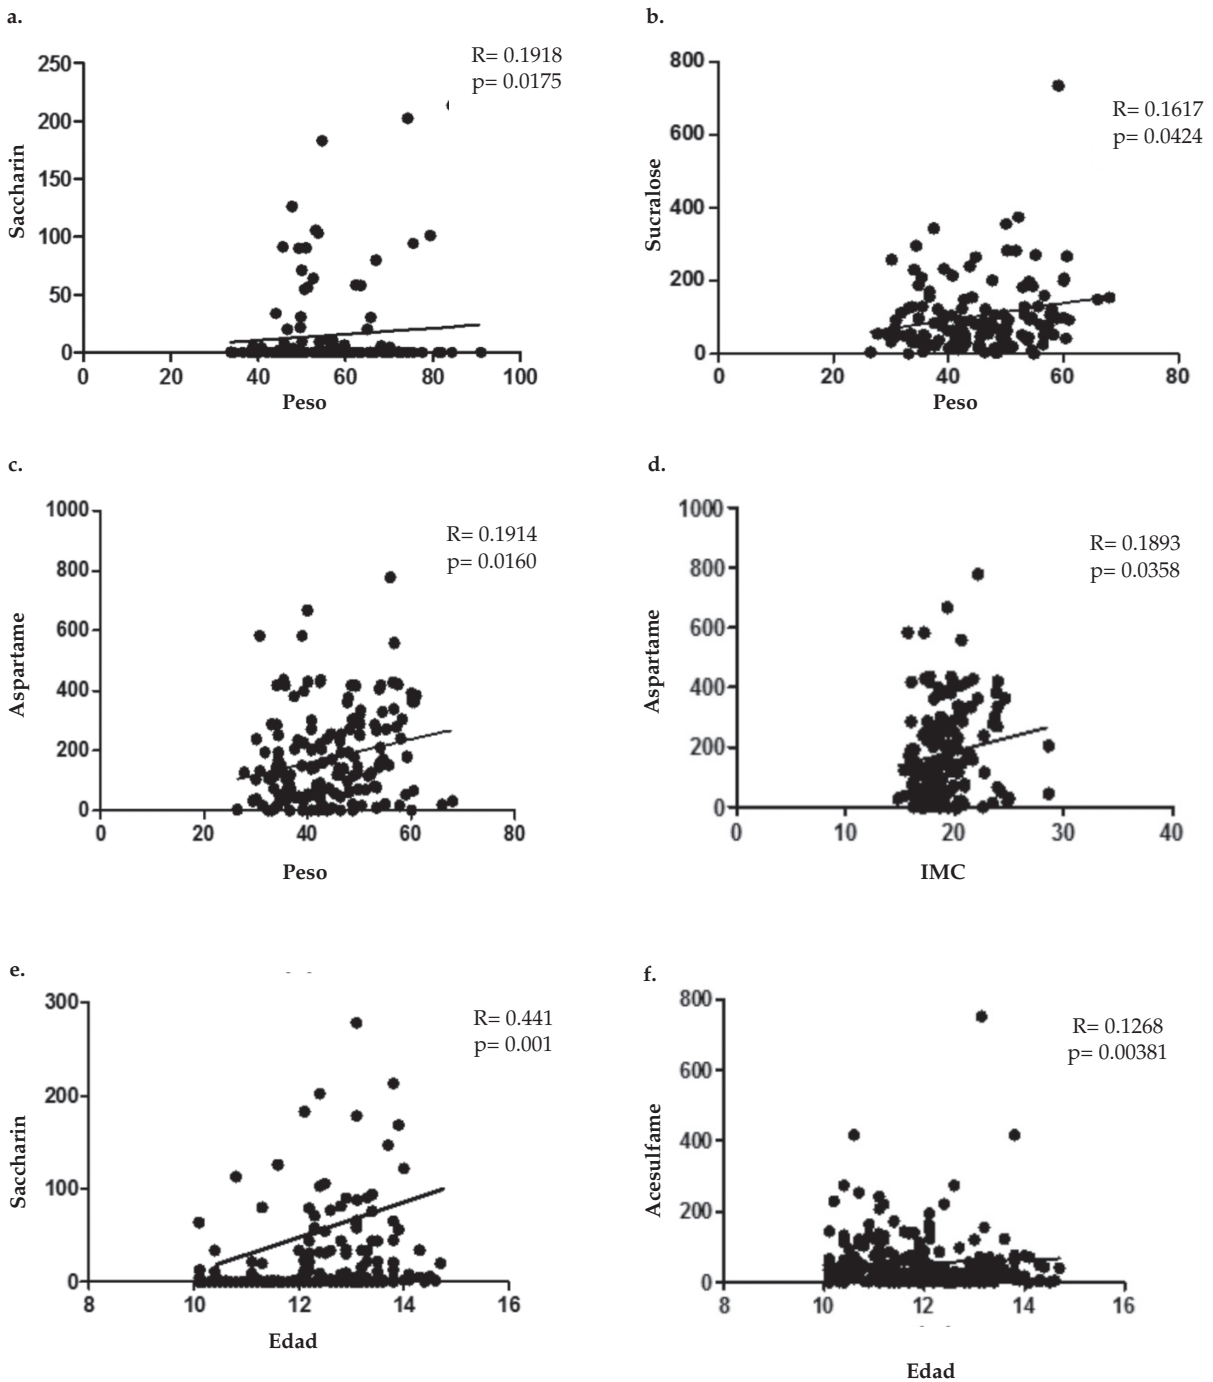 a.
R= 0.1918
p= 0.0175
250
200
150
100
50
0
Saccharin
0 20 40 60 80 100
Peso
b.
R= 0.1617
p= 0.0424
800
600
400
200
0
Sucralose
0 20 40 60 80
Peso
c.
R= 0.1914
p= 0.0160
1000
800
600
400
200
0
Aspartame
0 20 40 60 80
Peso
d.
R= 0.1893
p= 0.0358
1000
800
600
400
200
0
Aspartame
0 10 20 30 40
IMC
e.
R= 0.441
p= 0.001
300
200
100
0
Saccharin
8 10 12 14 16
Edad
f.
R= 0.1268
p= 0.00381
800
600
400
200
0
Acesulfame
8 10 12 14 16
Edad